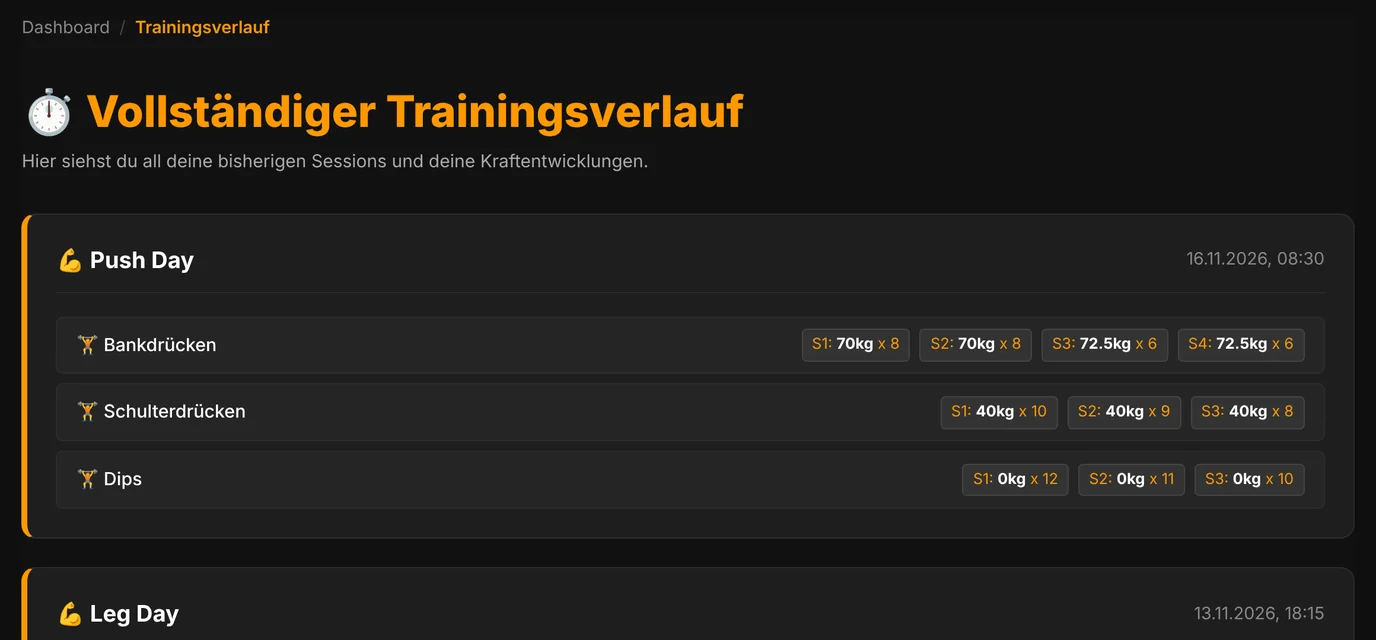 Dashboard / Trainingsverlauf
Vollständiger Trainingsverlauf
Hier siehst du all deine bisherigen Sessions und deine Kraftentwicklungen.
Push Day 16.11.2026, 08:30
Bankdrücken S1: 70kg x 8 S2: 70kg x 8 S3: 72.5kg x 6 S4: 72.5kg x 6
Schulterdrücken S1: 40kg x 10 S2: 40kg x 9 S3: 40kg x 8
Dips S1: 0kg x 12 S2: 0kg x 11 S3: 0kg x 10
Leg Day 13.11.2026, 18:15